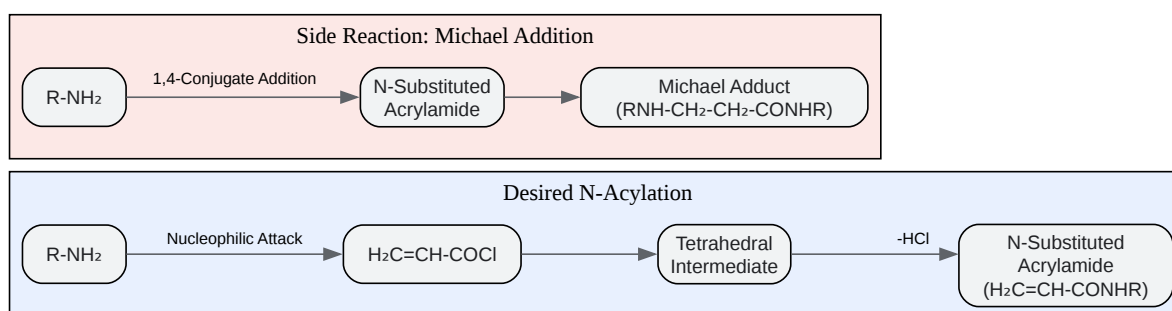 Side Reaction: Michael Addition
R-NH₂
1,4-Conjugate Addition
N-Substituted
Acrylamide
Michael Adduct
(RNH-CH₂-CH₂-CONHR)
Desired N-Acylation
R-NH₂
Nucleophilic Attack
H₂C=CH-COCl
Tetrahedral
Intermediate
-HCl
N-Substituted
Acrylamide
(H₂C=CH-CONHR)